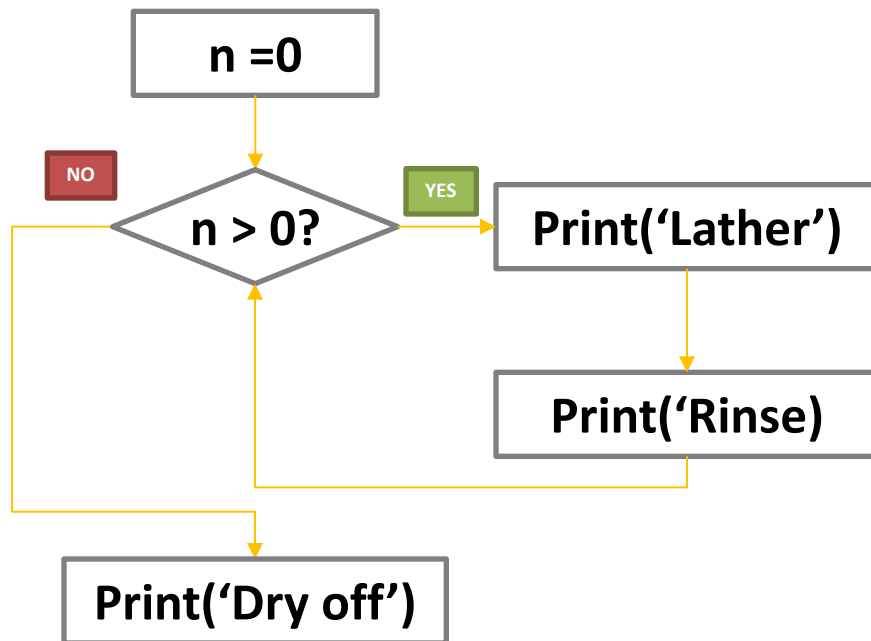 n =0
NO
YES
n > 0?
Print(‘Lather’)
Print(‘Rinse)
Print(‘Dry off’)